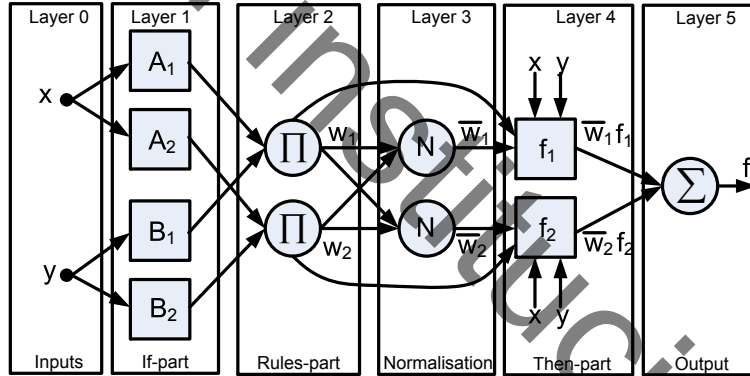 Layer 0 Layer 1 Layer 2 Layer 3 Layer 4 Layer 5
x y
A1
x
w1 w̅1 w̅1 f1
∏ N f1
A2
∑ f
B1
∏ N f2
y
w2 w̅2 w̅2 f2
B2
x y
Inputs If-part Rules-part Normalisation Then-part Output